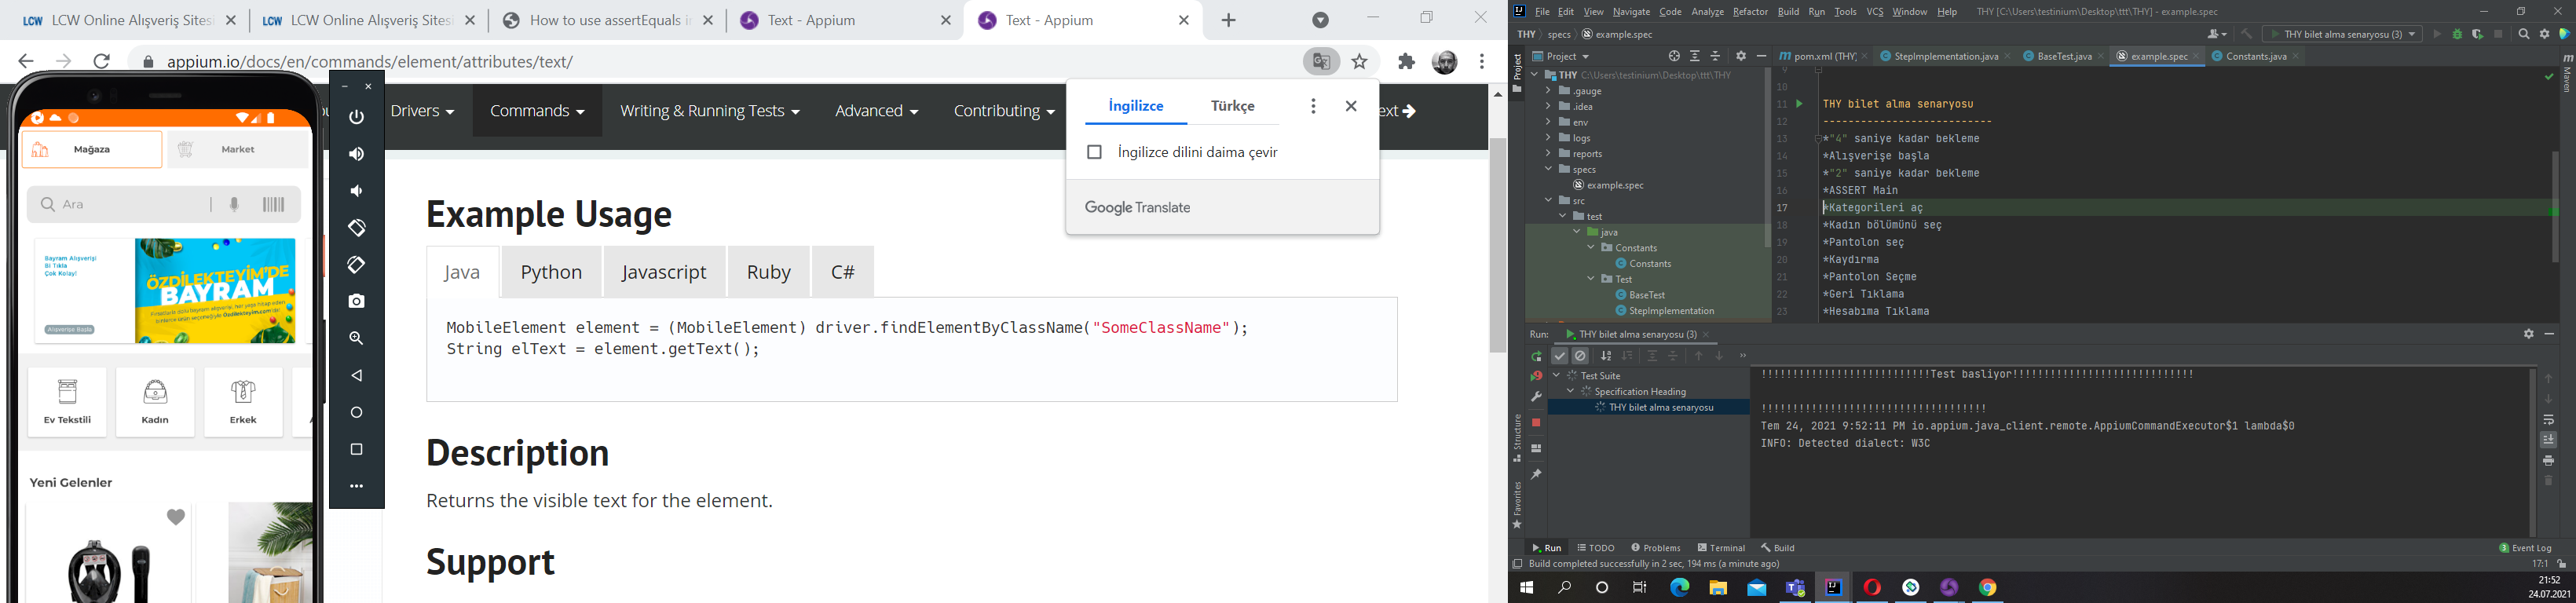 LCW LCW Online Alışveriş Sitesi
LCW LCW Online Alışveriş Sitesi
How to use assertEquals in
Text - Appium
Text - Appium
appium.io/docs/en/commands/element/attributes/text/
Drivers
Commands
Writing & Running Tests
Advanced
Contributing
ext
İngilizce
Türkçe
İngilizce dilini daima çevir
Google Translate
Mağaza
Market
Ara
Bayram Alışverişi
Bi Tıkla
Çok Kolay!
Alışverişe Başla
ÖZDİLEKTEYİM'DE
BAYRAM
Ev Tekstili
Kadın
Erkek
Yeni Gelenler
Example Usage
Java
Python
Javascript
Ruby
C#
MobileElement element = (MobileElement) driver.findElementByClassName("SomeClassName");
String elText = element.getText();
Description
Returns the visible text for the element.
Support
File Edit View Navigate Code Analyze Refactor Build Run Tools VCS Window Help THY [C:\Users\testinium\Desktop\ttt\THY] - example.spec
THY specs example.spec
THY bilet alma senaryosu (3)
Project
pom.xml (THY)
StepImplementation.java
BaseTest.java
example.spec
Constants.java
Project
Maven
THY C:\Users\testinium\Desktop\ttt\THY
.gauge
.idea
env
logs
reports
specs
example.spec
src
test
java
Constants
Constants
Test
BaseTest
StepImplementation
9
10
11 THY bilet alma senaryosu
12 ---------------------------
13 *"4" saniye kadar bekleme
14 *Alışverişe başla
15 *"2" saniye kadar bekleme
16 *ASSERT Main
17 *Kategorileri aç
18 *Kadın bölümünü seç
19 *Pantolon seç
20 *Kaydırma
21 *Pantolon Seçme
22 *Geri Tıklama
23 *Hesabıma Tıklama
Run: THY bilet alma senaryosu (3)
Test Suite
Specification Heading
THY bilet alma senaryosu
!!!!!!!!!!!!!!!!!!!!!!!!!!!Test basliyor!!!!!!!!!!!!!!!!!!!!!!!!!!!!!
!!!!!!!!!!!!!!!!!!!!!!!!!!!!!!!!!!!!
Tem 24, 2021 9:52:11 PM io.appium.java_client.remote.AppiumCommandExecutor$1 lambda$0
INFO: Detected dialect: W3C
Structure
Favorites
Run
TODO
Problems
Terminal
Build
3 Event Log
Build completed successfully in 2 sec, 194 ms (a minute ago)
17:1
21:52
24.07.2021